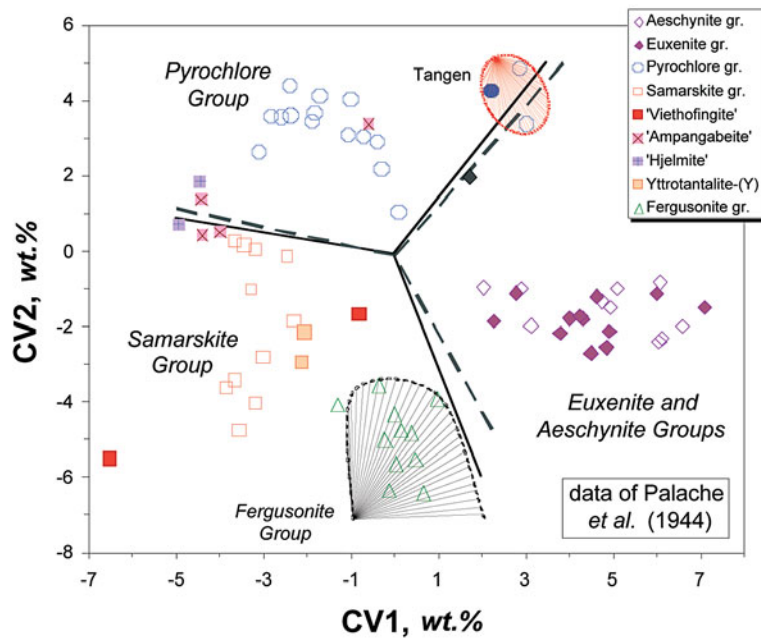 6
4
2
0
-2
-4
-6
-8
CV2, wt.%
-7
-5
-3
-1
1
3
5
7
CV1, wt.%
Pyrochlore
Group
Tangen
Samarskite
Group
Fergusonite
Group
Euxenite and
Aeschynite Groups
data of Palache
et al. (1944)
Aeschynite gr.
Euxenite gr.
Pyrochlore gr.
Samarskite gr.
'Viethofingite'
'Ampangabeite'
'Hjelmite'
Yttrotantalite-(Y)
Fergusonite gr.